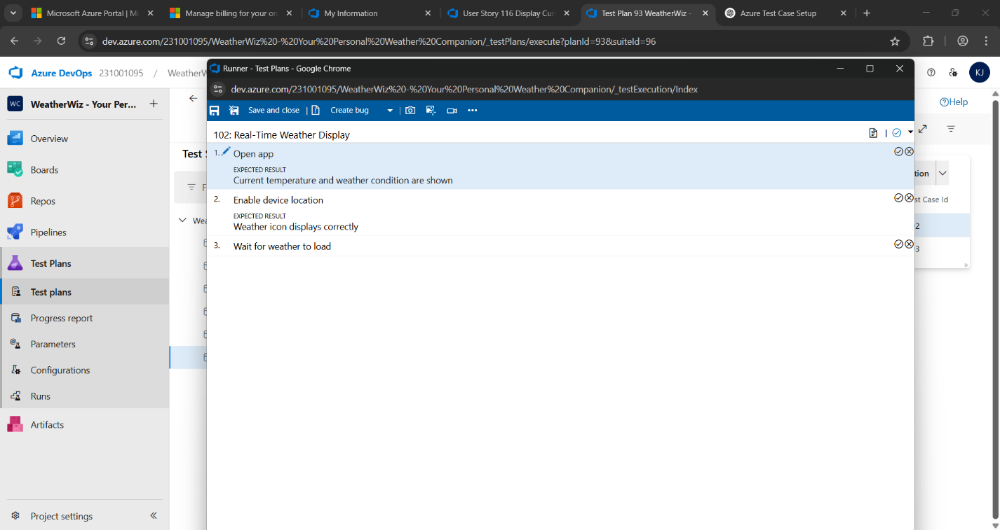 Microsoft Azure Portal | Mi
Manage billing for your or
My Information
User Story 116 Display Cur
Test Plan 93 WeatherWiz -
Azure Test Case Setup
dev.azure.com/231001095/WeatherWiz%20-%20Your%20Personal%20Weather%20Companion/_testPlans/execute?planId=93&suiteId=96
Azure DevOps 231001095 / WeatherW
KJ
Runner - Test Plans - Google Chrome
dev.azure.com/231001095/WeatherWiz%20-%20Your%20Personal%20Weather%20Companion/_testExecution/Index
WC WeatherWiz - Your Per...
Help
Save and close
Create bug
102: Real-Time Weather Display
Overview
Boards
Repos
Pipelines
Test Plans
Test plans
Progress report
Parameters
Configurations
Runs
Artifacts
Project settings
Test S
F
Wea
1. Open app
EXPECTED RESULT
Current temperature and weather condition are shown
2. Enable device location
EXPECTED RESULT
Weather icon displays correctly
3. Wait for weather to load
tion
st Case Id
2
3